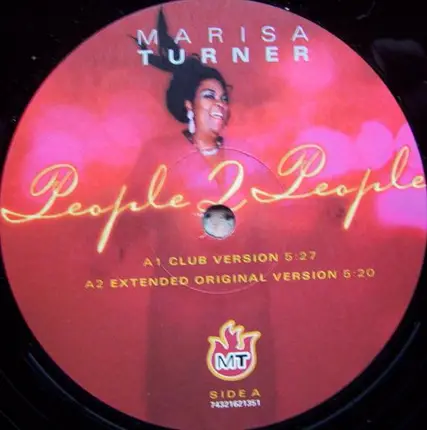 MARISA
TURNER
People 2 People
A1 CLUB VERSION 5:27
A2 EXTENDED ORIGINAL VERSION 5:20
MT
SIDE A
74321621351